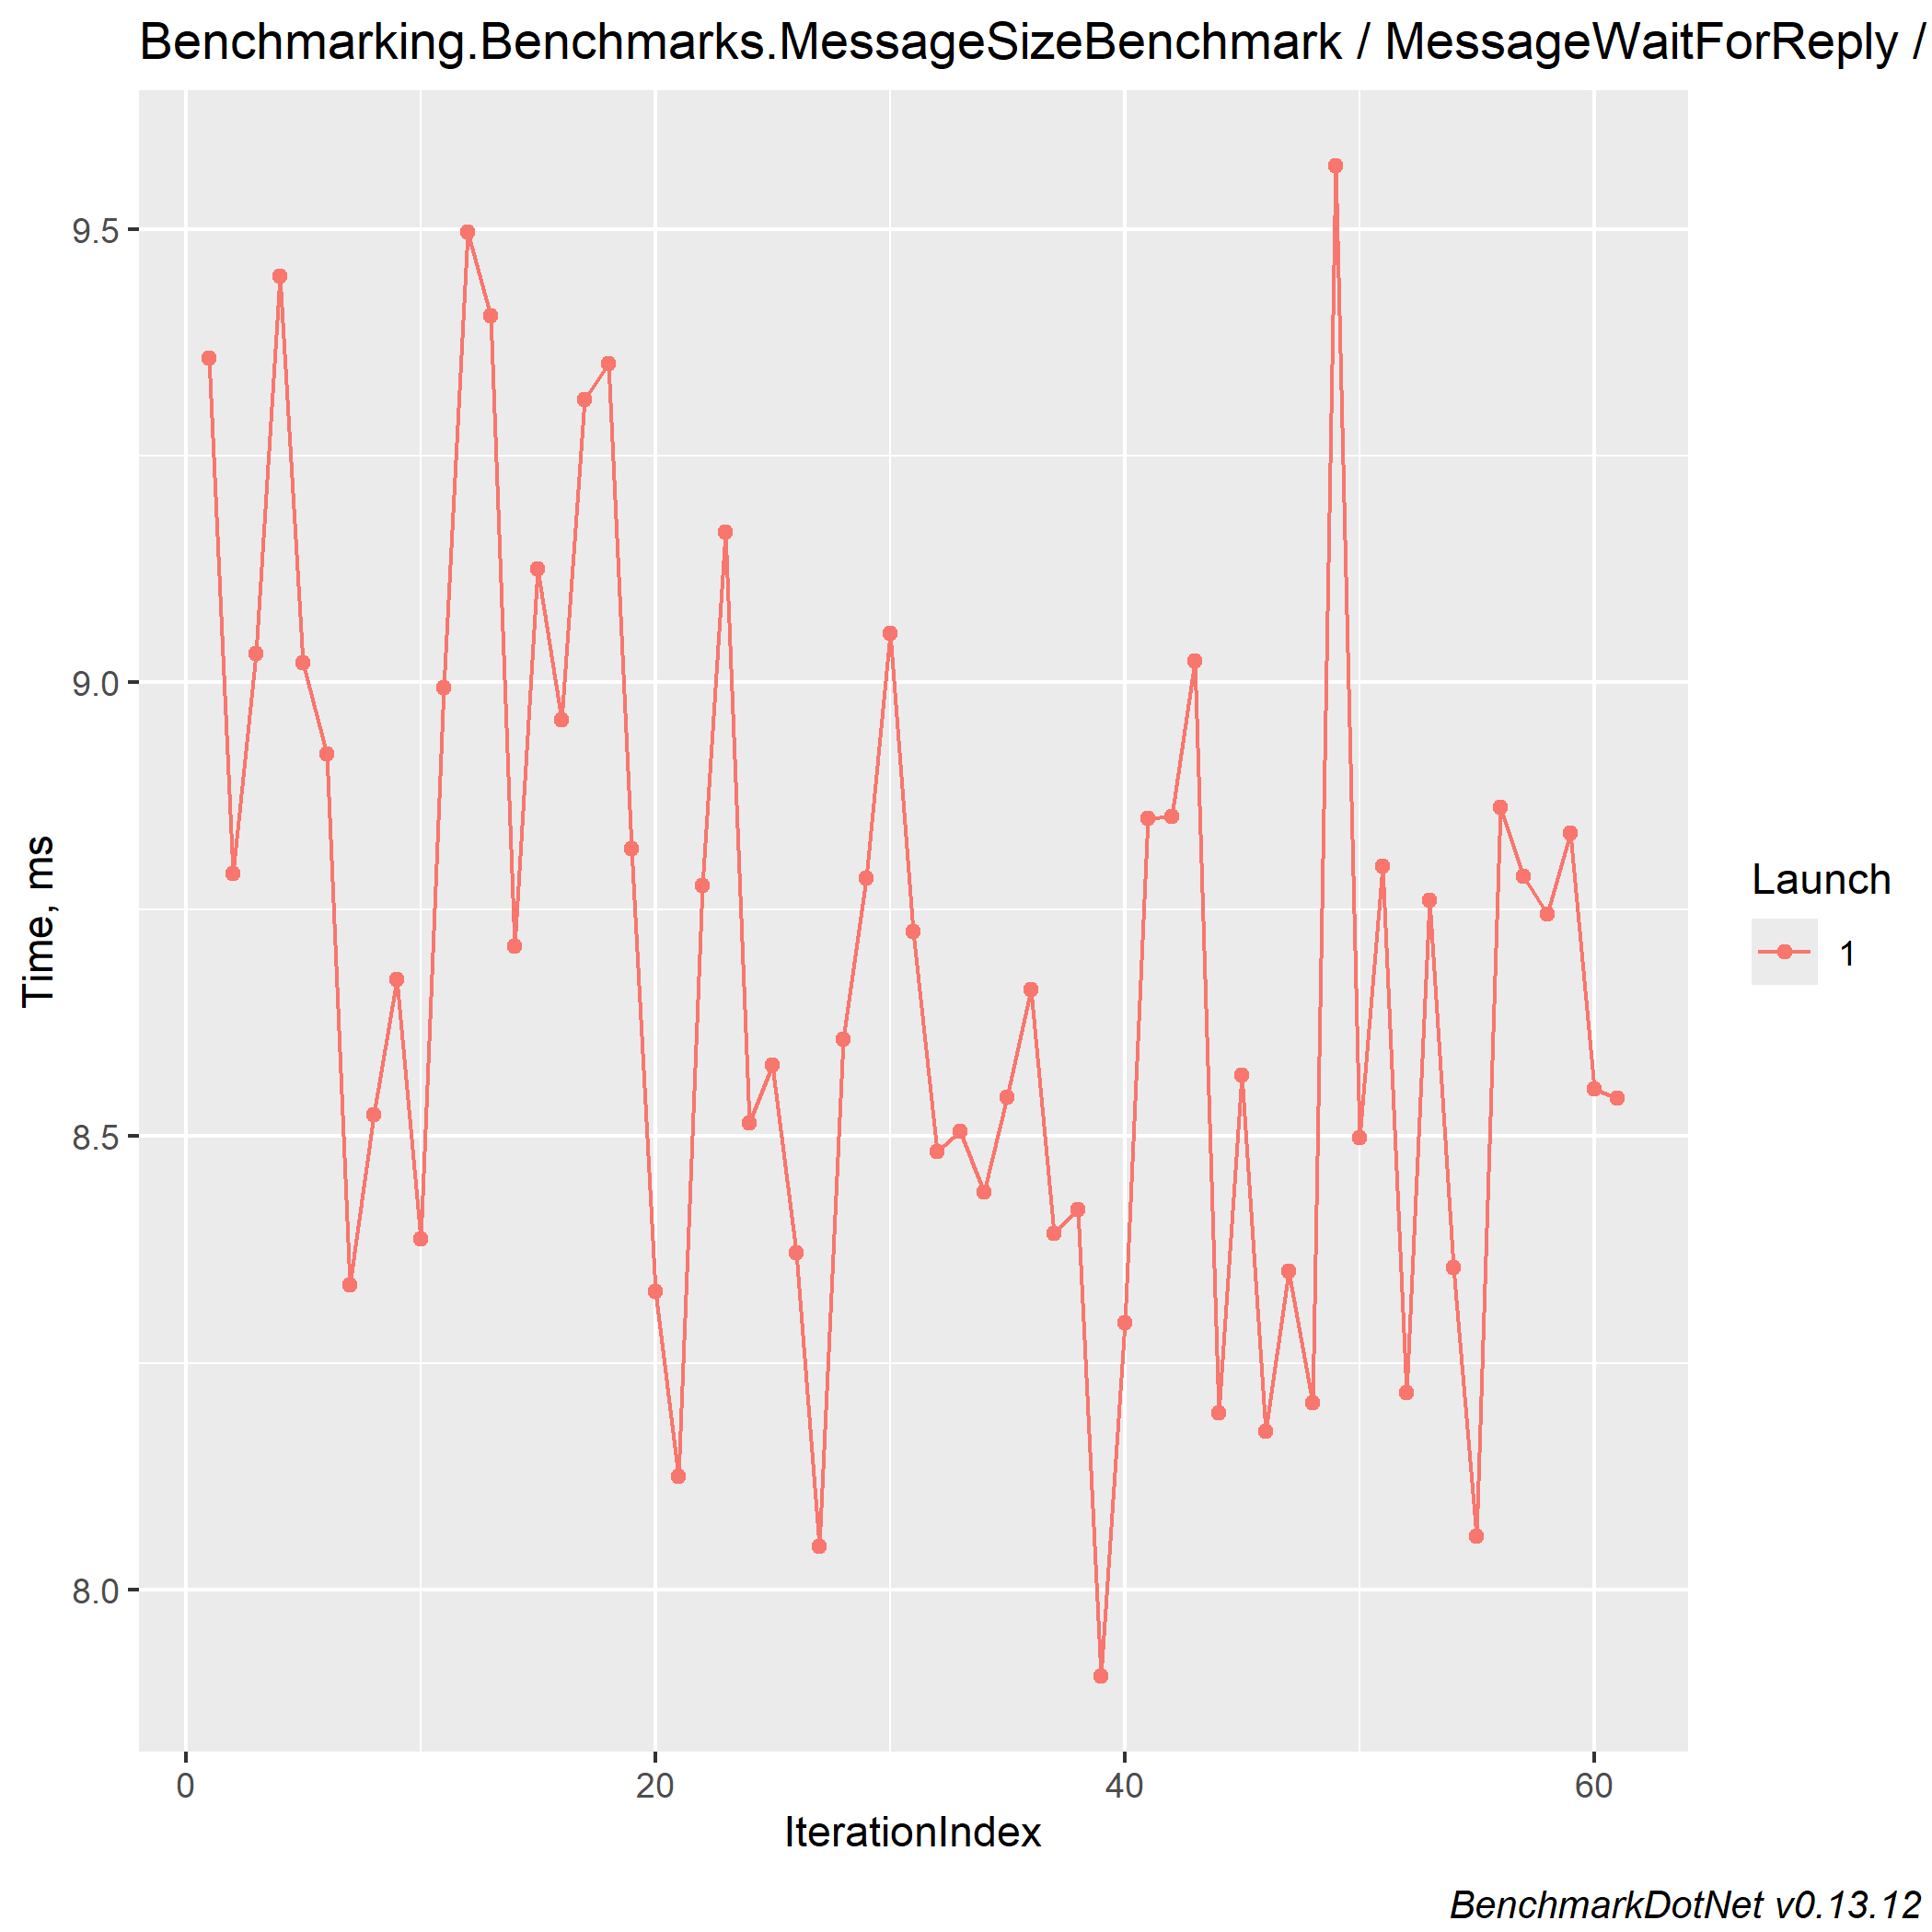 Benchmarking.Benchmarks.MessageSizeBenchmark / MessageWaitForReply /
9.5
9.0
8.5
8.0
Time, ms
0 20 40 60
IterationIndex
Launch
1
BenchmarkDotNet v0.13.12